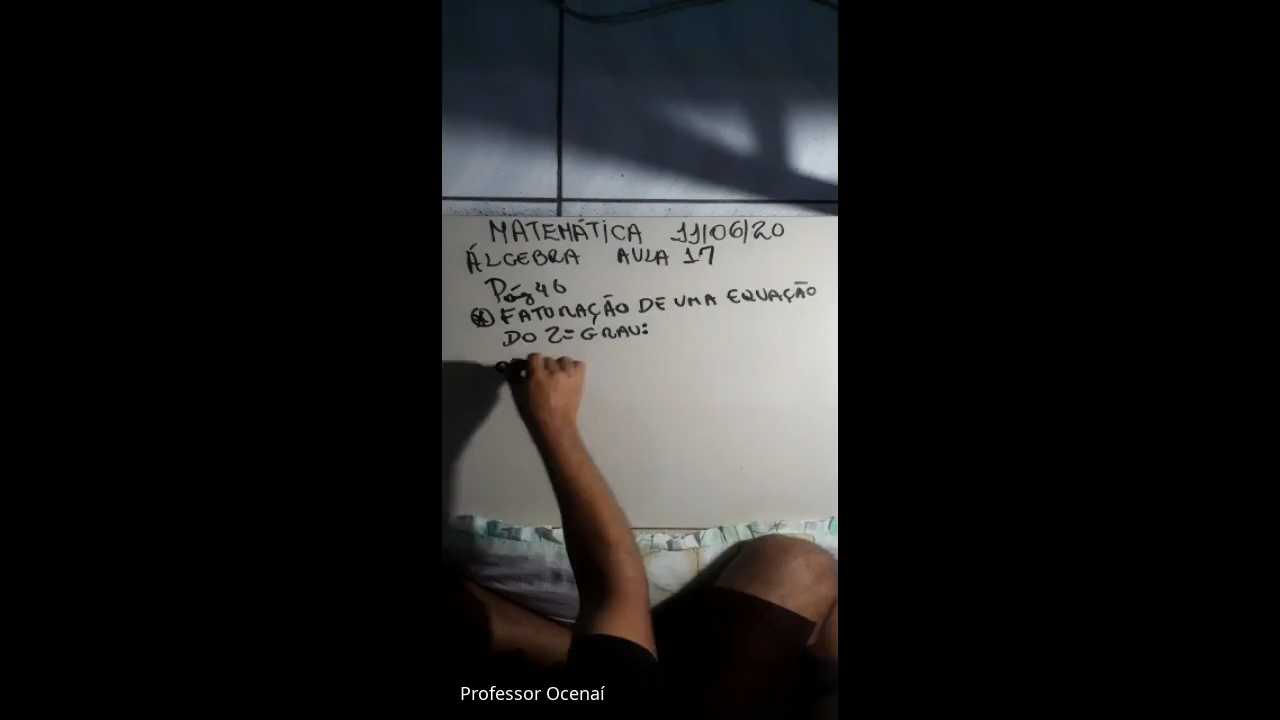 MATEMÁTICA 11/06/20
ÁLGEBRA AULA 17
Pág 46
* FATORAÇÃO DE UMA EQUAÇÃO
DO 2º GRAU:
Professor Ocenaí